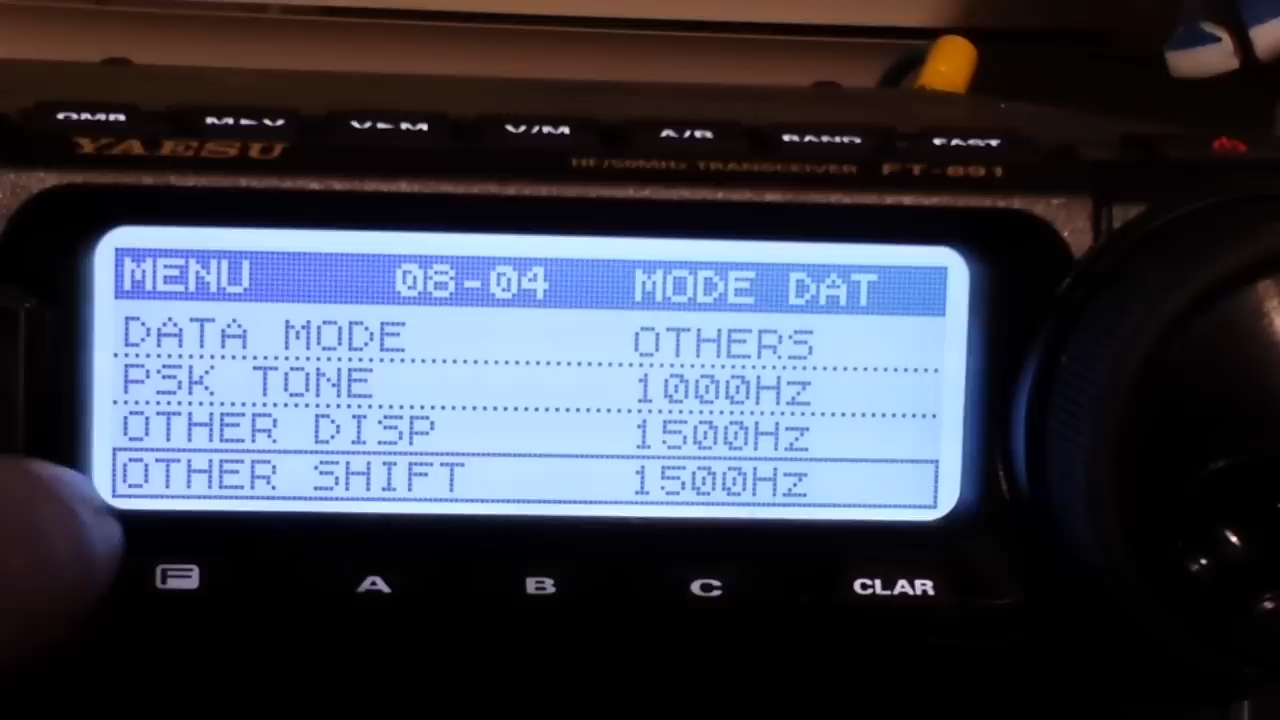 V/M A/B BAND FAST
YAESU HF/50MHz TRANSCEIVER FT-891
MENU 08-04 MODE DAT
DATA MODE OTHERS
PSK TONE 1000Hz
OTHER DISP 1500Hz
OTHER SHIFT 1500Hz
F A B C CLAR